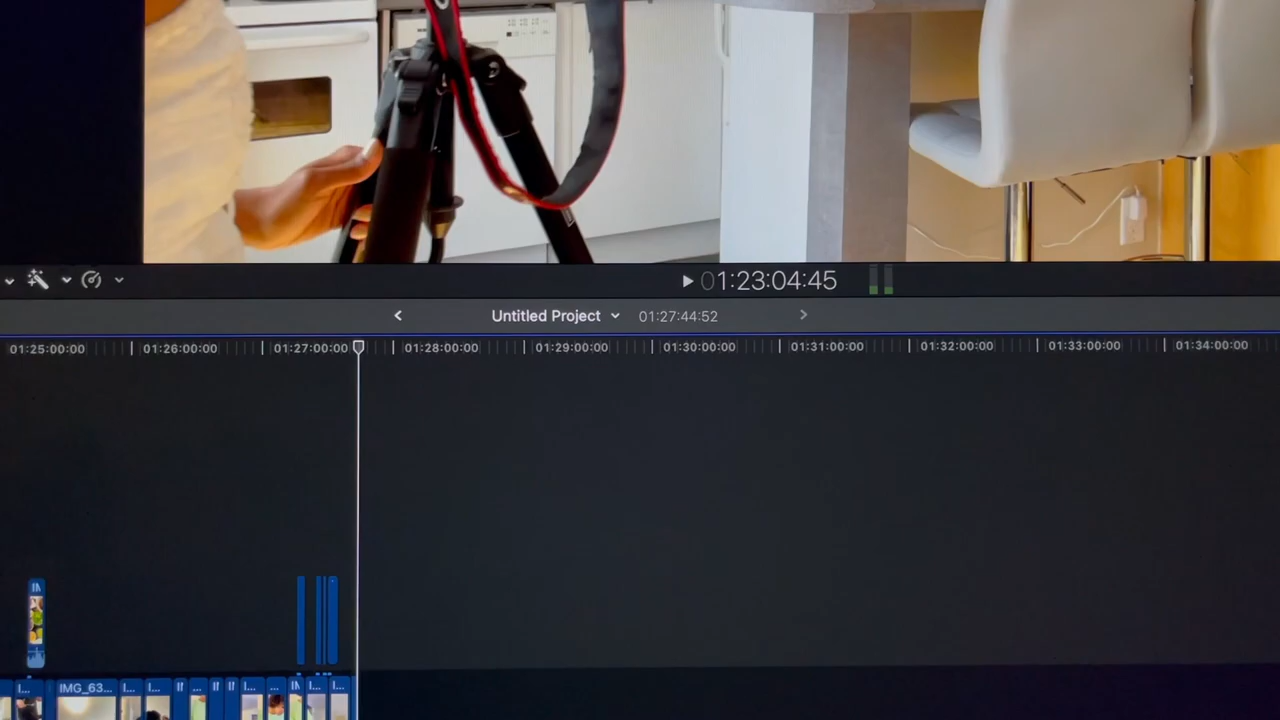 01:23:04:45
Untitled Project 01:27:44:52
01:25:00:00 01:26:00:00 01:27:00:00 01:28:00:00 01:29:00:00 01:30:00:00 01:31:00:00 01:32:00:00 01:33:00:00 01:34:00:00
I... IMG_63... I... I... ... I... ... I... I...